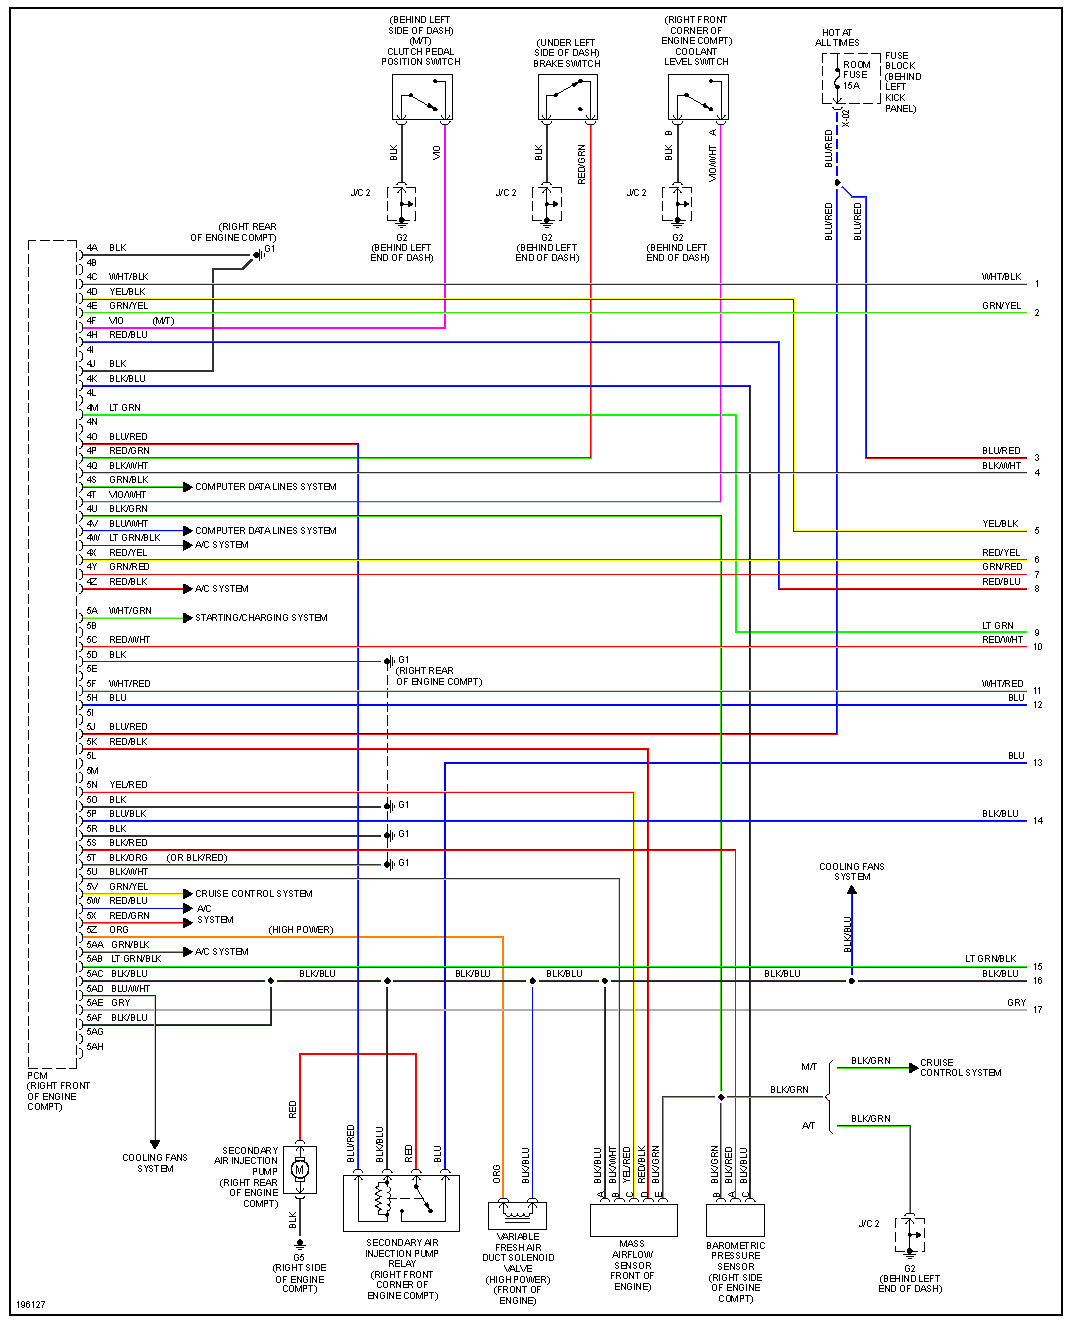 (BEHIND LEFT
SIDE OF DASH)
(M/T)
CLUTCH PEDAL
POSITION SWITCH
(UNDER LEFT
SIDE OF DASH)
BRAKE SWITCH
(RIGHT FRONT
CORNER OF
ENGINE COMPT)
COOLANT
LEVEL SWITCH
HOT AT
ALL TIMES
ROOM
FUSE
15A
FUSE
BLOCK
(BEHIND
LEFT
KICK
PANEL)
X-02
BLU/RED
BLK
VIO
BLK
RED/GRN
B
A
BLK
VIO/WHT
J/C 2
J/C 2
J/C 2
BLU/RED
BLU/RED
G2
(BEHIND LEFT
END OF DASH)
G2
(BEHIND LEFT
END OF DASH)
G2
(BEHIND LEFT
END OF DASH)
(RIGHT REAR
OF ENGINE COMPT)
G1
4A BLK
4B
4C WHT/BLK WHT/BLK 1
4D YEL/BLK
4E GRN/YEL GRN/YEL 2
4F VIO (M/T)
4H RED/BLU
4I
4J BLK
4K BLK/BLU
4L
4M LT GRN
4N
4O BLU/RED
4P RED/GRN BLU/RED 3
4Q BLK/WHT BLK/WHT 4
4S GRN/BLK COMPUTER DATA LINES SYSTEM
4T VIO/WHT
4U BLK/GRN
4V BLU/WHT COMPUTER DATA LINES SYSTEM YEL/BLK 5
4W LT GRN/BLK A/C SYSTEM
4X RED/YEL RED/YEL 6
4Y GRN/RED GRN/RED 7
4Z RED/BLK A/C SYSTEM RED/BLU 8
5A WHT/GRN STARTING/CHARGING SYSTEM
5B LT GRN 9
5C RED/WHT RED/WHT 10
5D BLK G1
(RIGHT REAR
OF ENGINE COMPT)
5E
5F WHT/RED WHT/RED 11
5H BLU BLU 12
5I
5J BLU/RED
5K RED/BLK
5L BLU 13
5M
5N YEL/RED
5O BLK G1
5P BLU/BLK BLK/BLU 14
5R BLK G1
5S BLK/RED
5T BLK/ORG (OR BLK/RED) G1
5U BLK/WHT
COOLING FANS
SYSTEM
BLK/BLU
5V GRN/YEL CRUISE CONTROL SYSTEM
5W RED/BLU A/C
SYSTEM
5X RED/GRN
5Z ORG (HIGH POWER)
5AA GRN/BLK A/C SYSTEM
5AB LT GRN/BLK LT GRN/BLK 15
5AC BLK/BLU BLK/BLU BLK/BLU BLK/BLU BLK/BLU BLK/BLU 16
5AD BLU/WHT
5AE GRY GRY 17
5AF BLK/BLU
5AG
5AH
PCM
(RIGHT FRONT
OF ENGINE
COMPT)
M/T
BLK/GRN
CRUISE
CONTROL SYSTEM
BLK/GRN
A/T
BLK/GRN
COOLING FANS
SYSTEM
RED
SECONDARY
AIR INJECTION
PUMP
(RIGHT REAR
OF ENGINE
COMPT)
M
BLK
G5
(RIGHT SIDE
OF ENGINE
COMPT)
BLU/RED
BLK/BLU
RED
BLU
SECONDARY AIR
INJECTION PUMP
RELAY
(RIGHT FRONT
CORNER OF
ENGINE COMPT)
ORG
BLK/BLU
VARIABLE
FRESH AIR
DUCT SOLENOID
VALVE
(HIGH POWER)
(FRONT OF
ENGINE)
BLK/BLU
BLK/WHT
YEL/RED
RED/BLK
BLK/GRN
A
B
C
D
E
MASS
AIRFLOW
SENSOR
FRONT OF
ENGINE)
BLK/GRN
BLK/RED
BLK/BLU
B
A
C
BAROMETRIC
PRESSURE
SENSOR
(RIGHT SIDE
OF ENGINE
COMPT)
J/C 2
G2
(BEHIND LEFT
END OF DASH)
196127